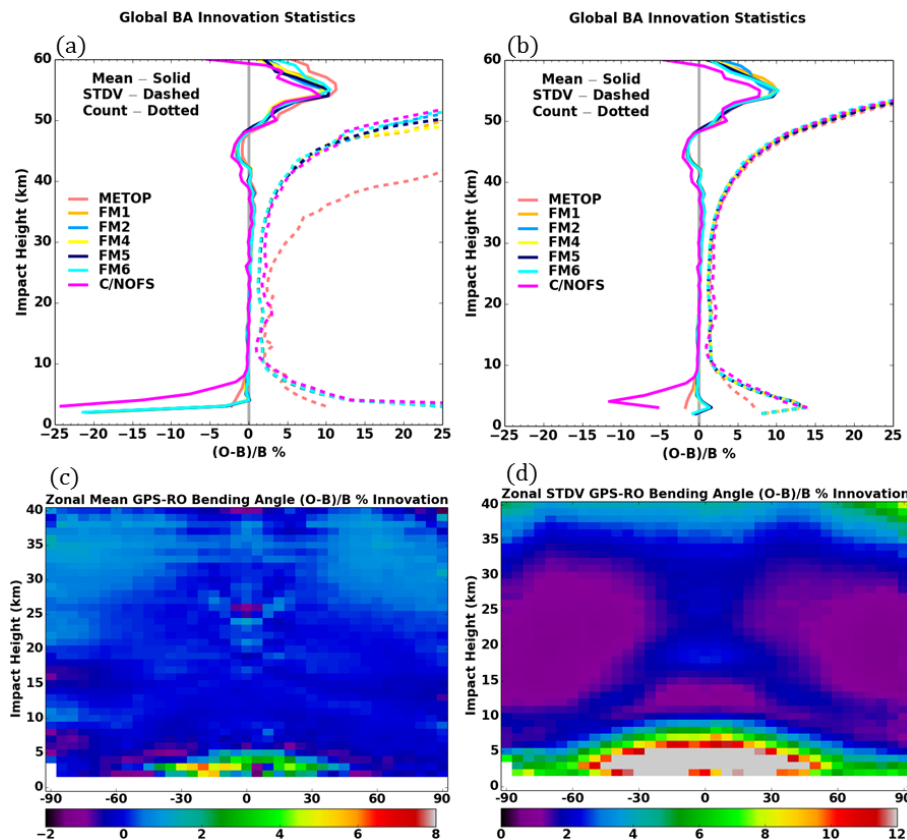 Global BA Innovation Statistics
(a)
60
50
40
30
20
10
0
Impact Height (km)
Mean – Solid
STDV – Dashed
Count – Dotted
METOP
FM1
FM2
FM4
FM5
FM6
C/NOFS
−25 −20 −15 −10 −5 0 5 10 15 20 25
(O-B)/B %
Global BA Innovation Statistics
(b)
60
50
40
30
20
10
0
Impact Height (km)
Mean – Solid
STDV – Dashed
Count – Dotted
METOP
FM1
FM2
FM4
FM5
FM6
C/NOFS
−25 −20 −15 −10 −5 0 5 10 15 20 25
(O-B)/B %
(c)
Zonal Mean GPS-RO Bending Angle (O-B)/B % Innovation
40
35
30
25
20
15
10
5
0
Impact Height (km)
-90 -60 -30 0 30 60 90
−2 0 2 4 6 8
(d)
Zonal STDV GPS-RO Bending Angle (O-B)/B % Innovation
40
35
30
25
20
15
10
5
0
Impact Height (km)
-90 -60 -30 0 30 60 90
0 2 4 6 8 10 12